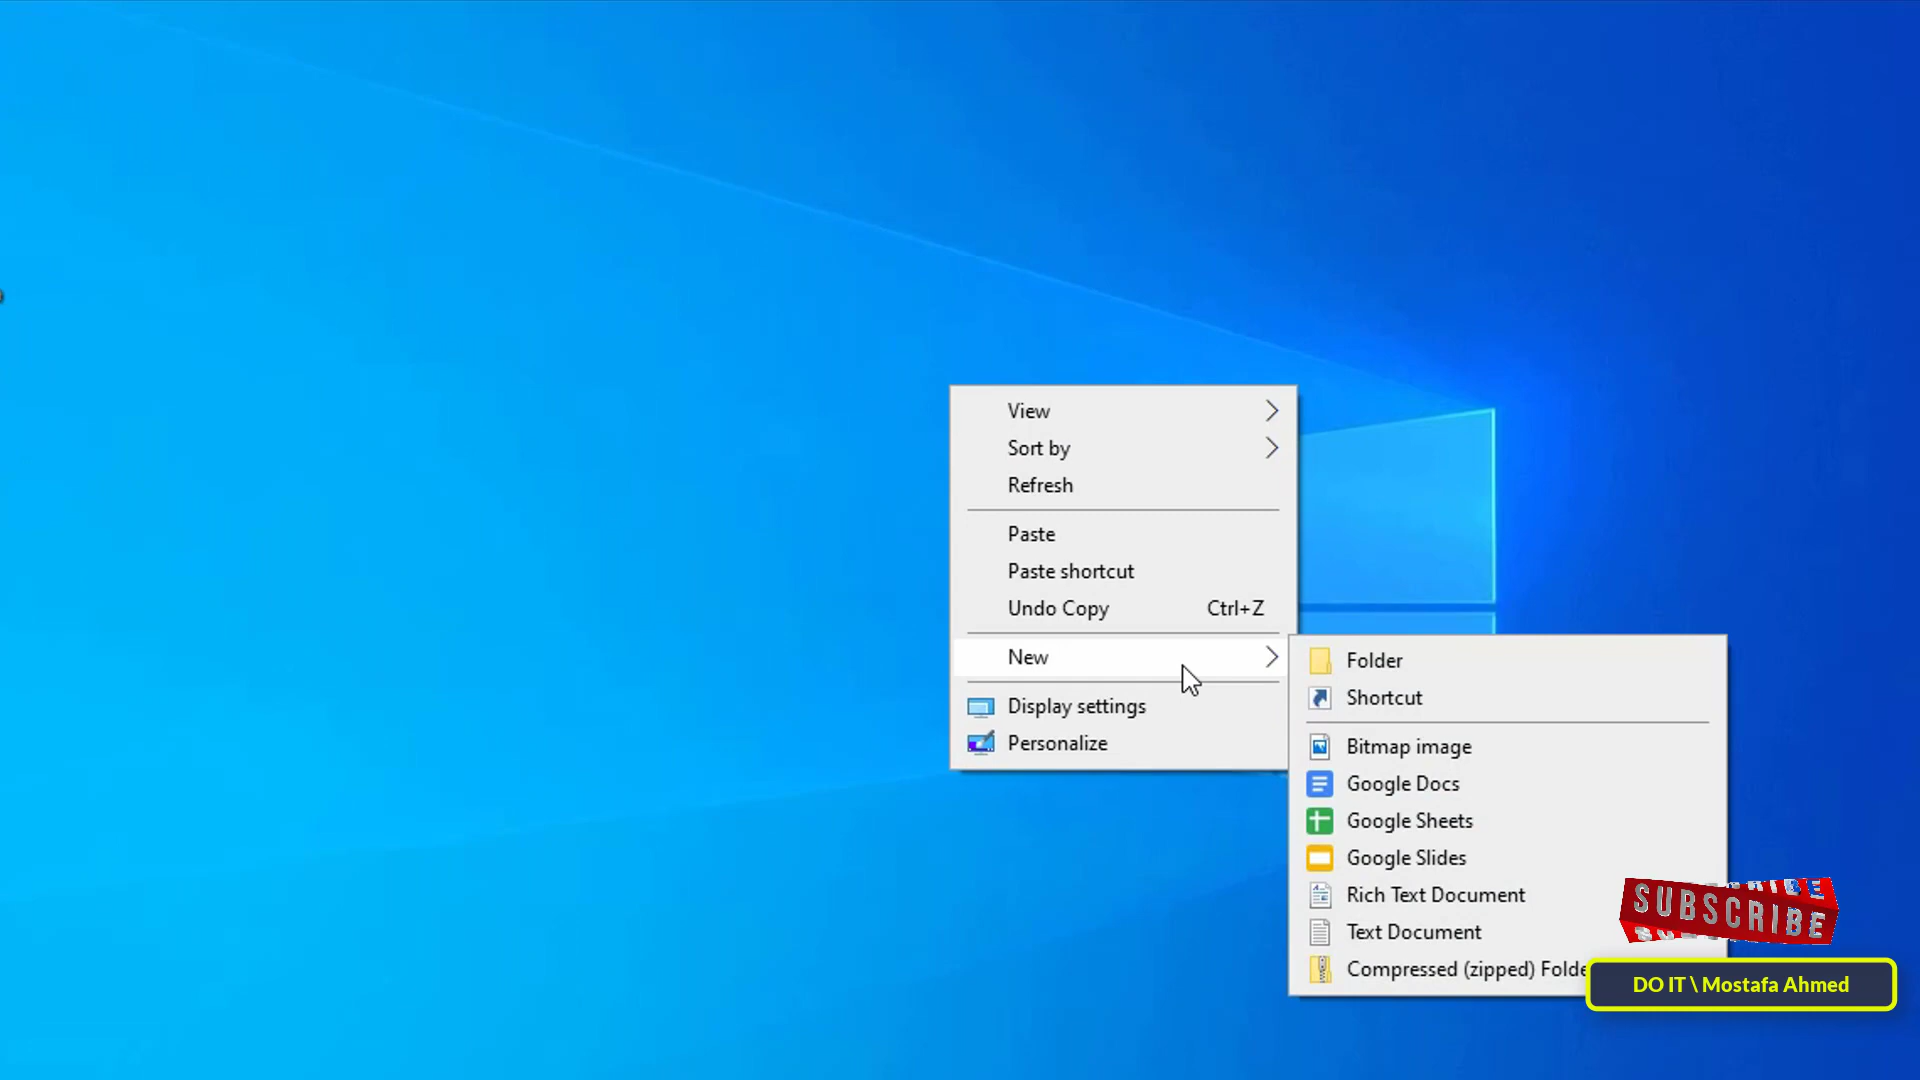 View
Sort by
Refresh
Paste
Paste shortcut
Undo Copy Ctrl+Z
New
Display settings
Personalize
Folder
Shortcut
Bitmap image
Google Docs
Google Sheets
Google Slides
Rich Text Document
Text Document
Compressed (zipped) Folde
SUBSCRIBE
DO IT \ Mostafa Ahmed